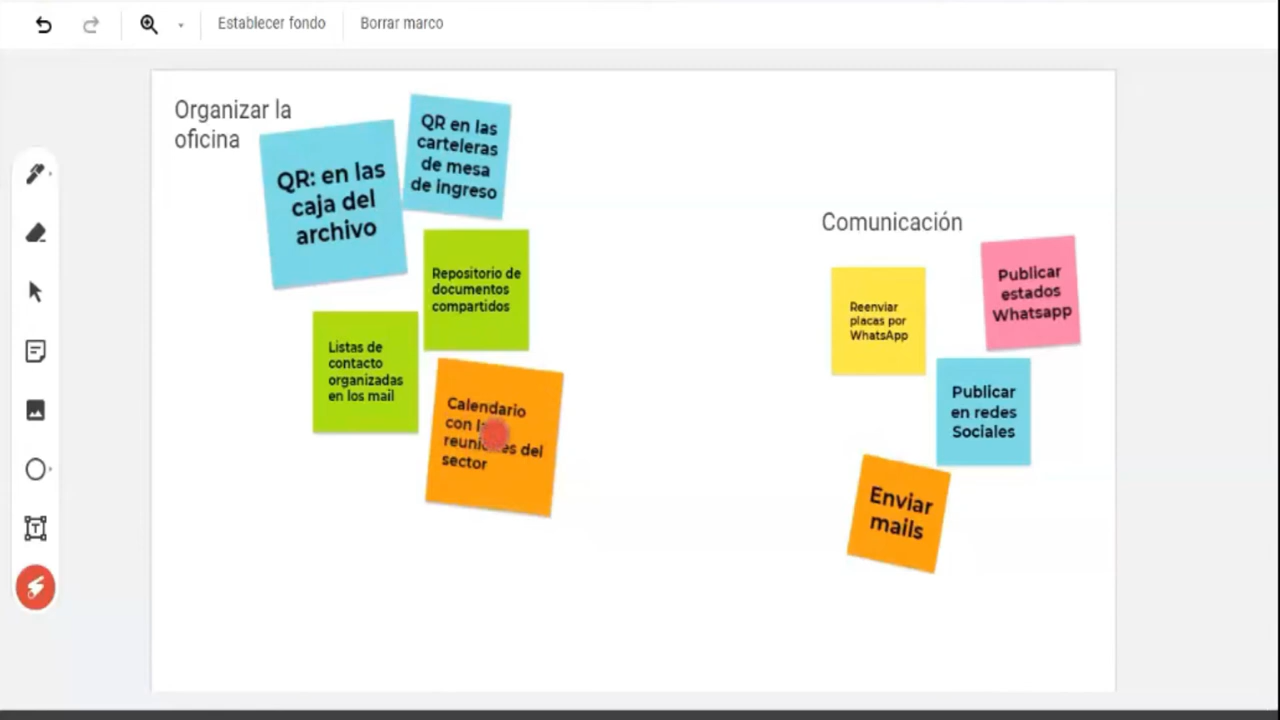 Establecer fondo
Borrar marco
Organizar la
oficina
QR: en las
caja del
archivo
QR en las
carteleras
de mesa
de ingreso
Repositorio de
documentos
compartidos
Listas de
contacto
organizadas
en los mail
Calendario
con
reuniones del
sector
Comunicación
Reenviar
placas por
WhatsApp
Publicar
estados
Whatsapp
Publicar
en redes
Sociales
Enviar
mails